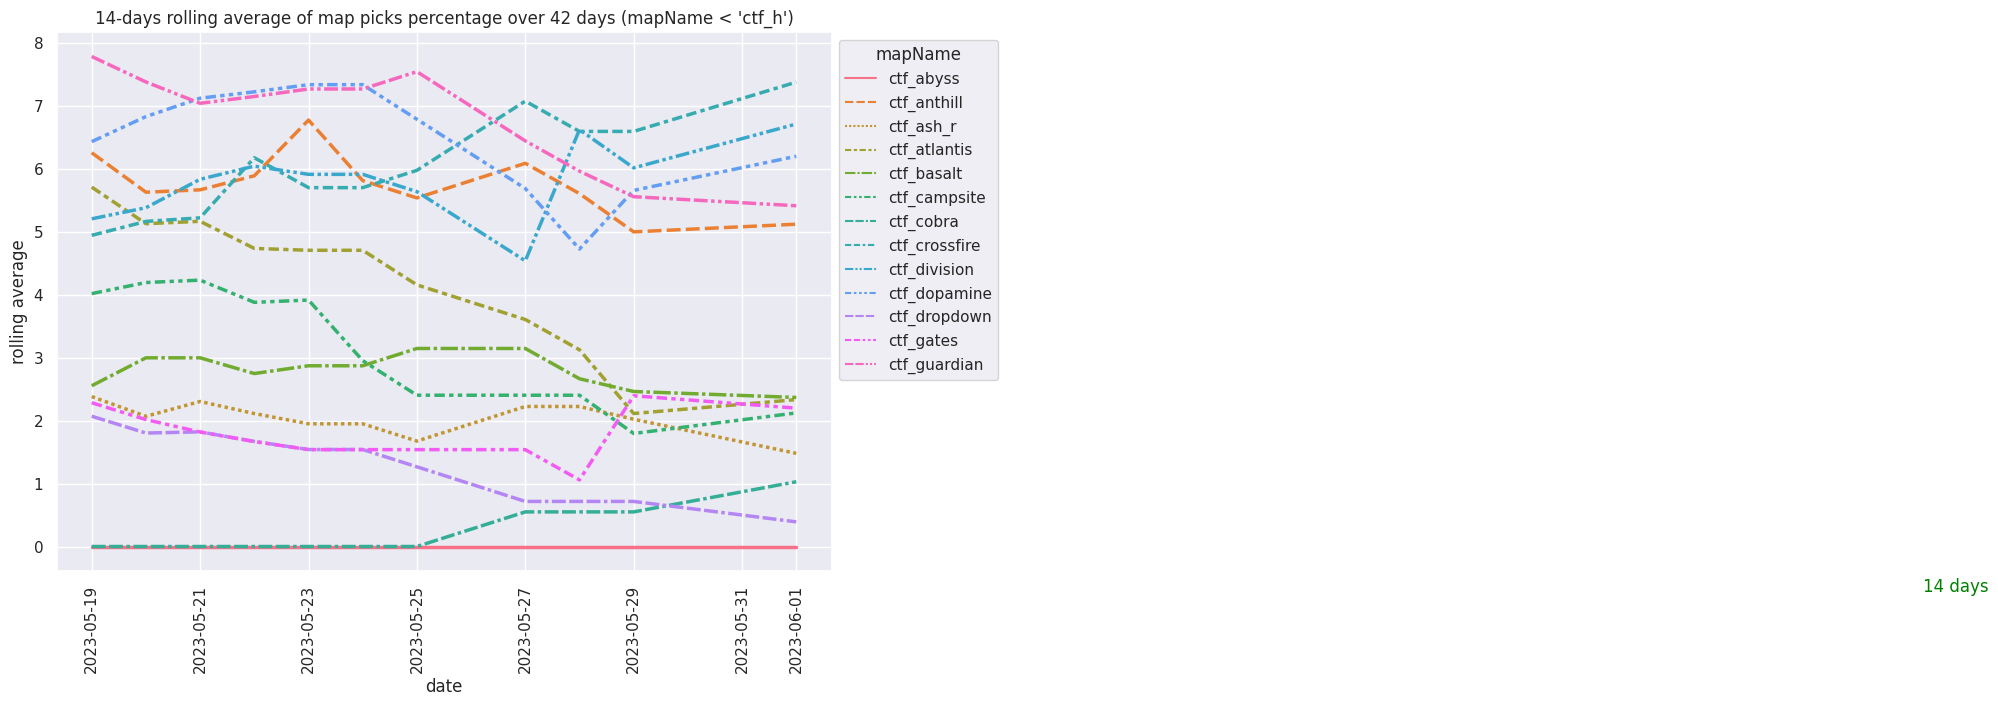 14-days rolling average of map picks percentage over 42 days (mapName < 'ctf_h')
8
7
6
5
4
3
2
1
0
rolling average
2023-05-19
2023-05-21
2023-05-23
2023-05-25
2023-05-27
2023-05-29
2023-05-31
2023-06-01
date
mapName
ctf_abyss
ctf_anthill
ctf_ash_r
ctf_atlantis
ctf_basalt
ctf_campsite
ctf_cobra
ctf_crossfire
ctf_division
ctf_dopamine
ctf_dropdown
ctf_gates
ctf_guardian
14 days